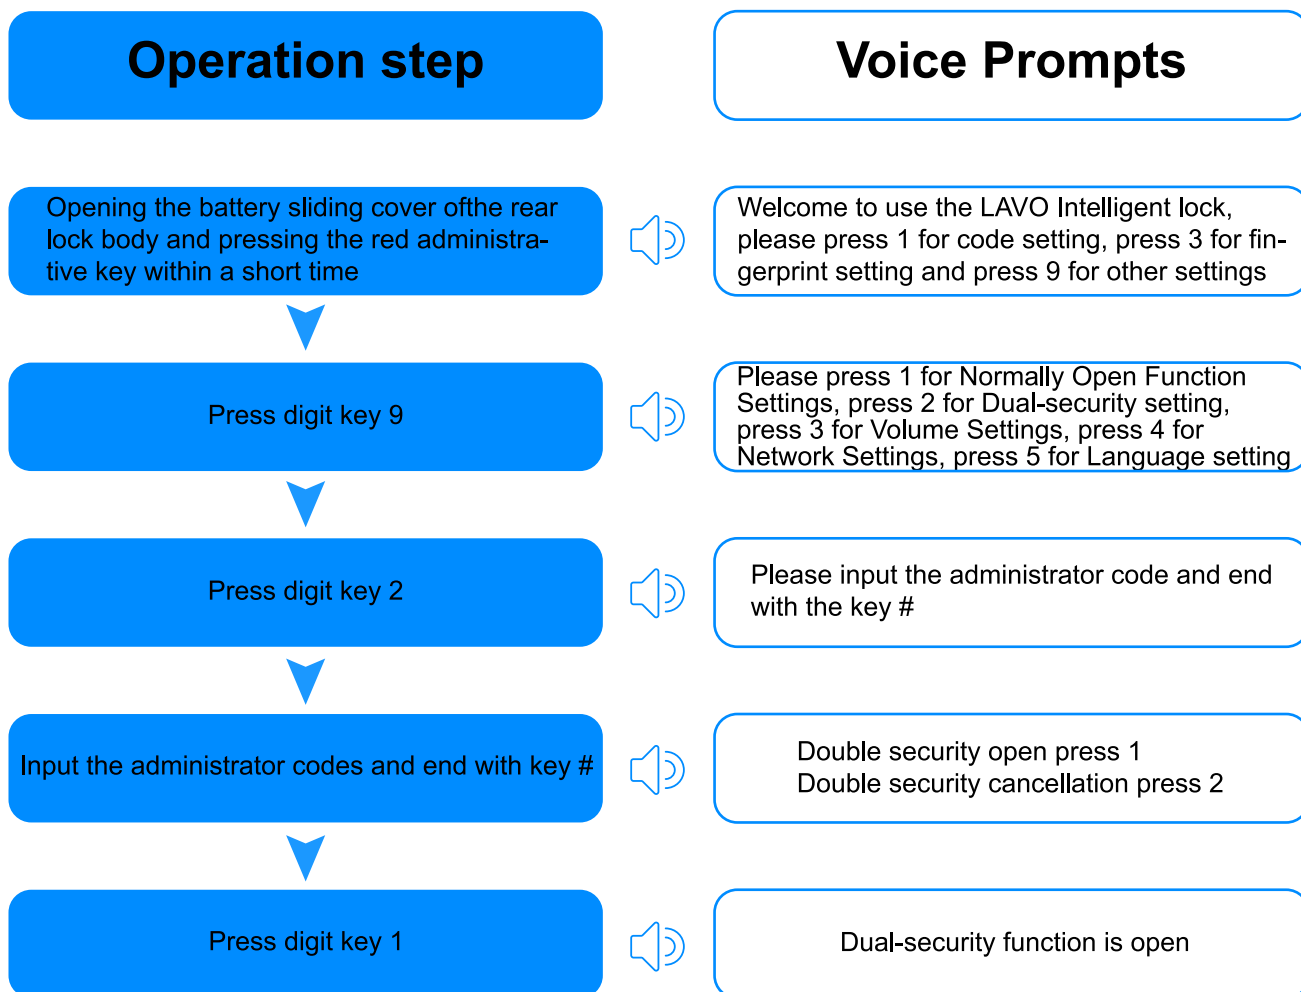 Operation step
Voice Prompts
Opening the battery sliding cover ofthe rear
lock body and pressing the red administra-
tive key within a short time
Welcome to use the LAVO Intelligent lock,
please press 1 for code setting, press 3 for fin-
gerprint setting and press 9 for other settings
Press digit key 9
Please press 1 for Normally Open Function
Settings, press 2 for Dual-security setting,
press 3 for Volume Settings, press 4 for
Network Settings, press 5 for Language setting
Press digit key 2
Please input the administrator code and end
with the key #
Input the administrator codes and end with key #
Double security open press 1
Double security cancellation press 2
Press digit key 1
Dual-security function is open